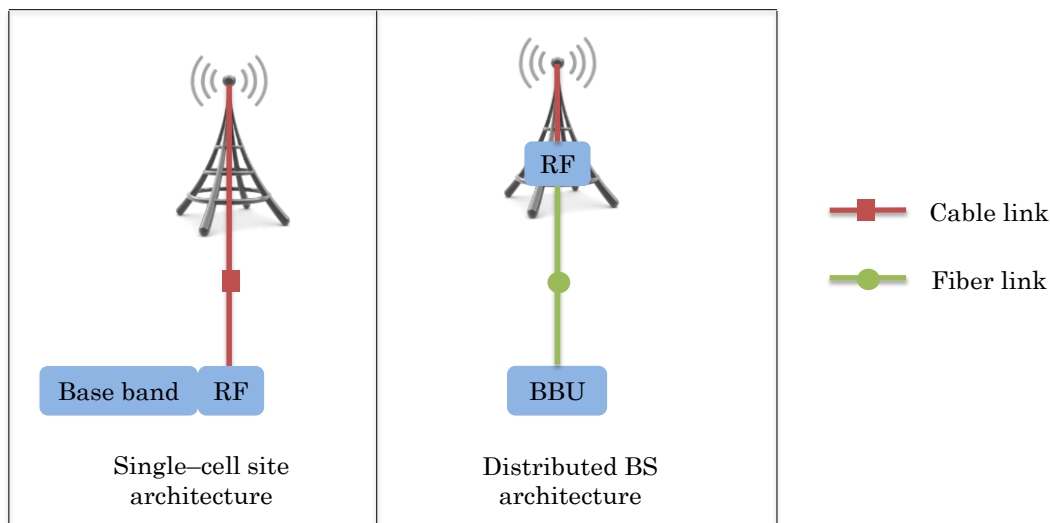 RF
Cable link
Fiber link
Base band
RF
BBU
Single–cell site
architecture
Distributed BS
architecture